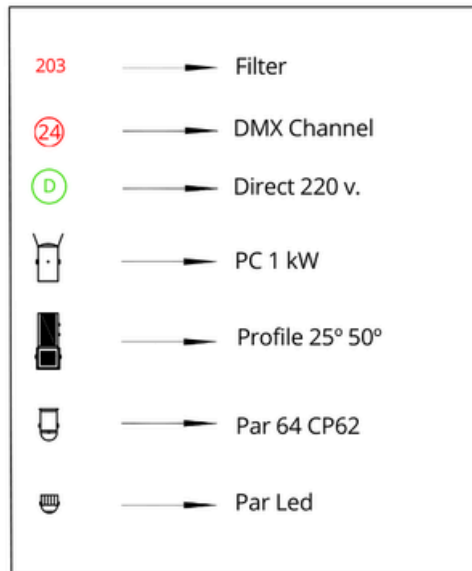 203 Filter
24 DMX Channel
D Direct 220 v.
PC 1 kW
Profile 25º 50º
Par 64 CP62
Par Led